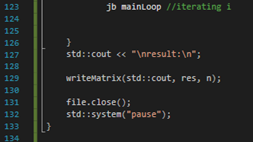 123 jb mainLoop //iterating i
124
125
126 }
127 std::cout << "\nresult:\n";
128
129 writeMatrix(std::cout, res, n);
130
131 file.close();
132 std::system("pause");
133 }
134